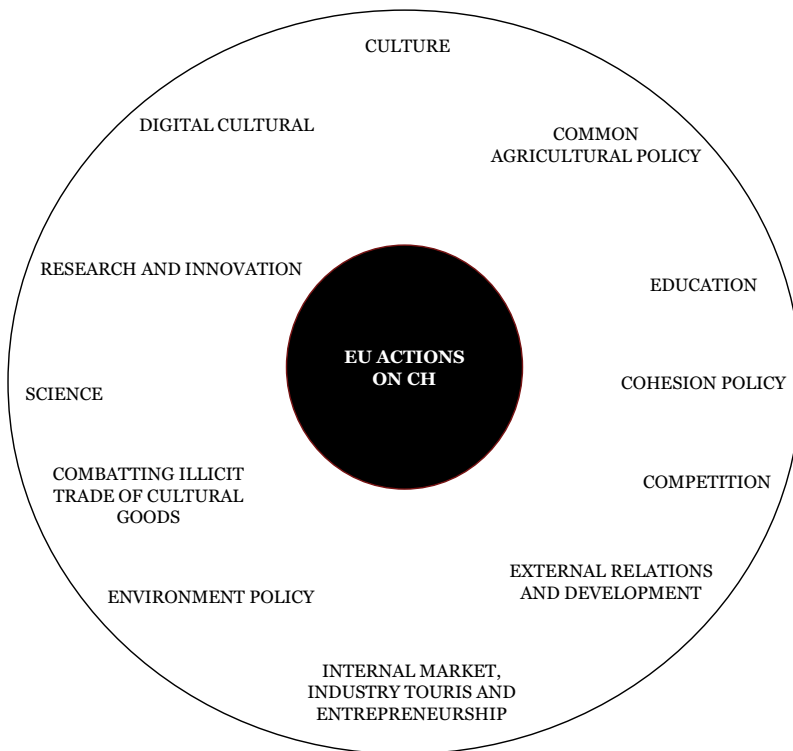 CULTURE
DIGITAL CULTURAL
COMMON
AGRICULTURAL POLICY
RESEARCH AND INNOVATION
EDUCATION
EU ACTIONS
ON CH
COHESION POLICY
SCIENCE
COMBATTING ILLICIT
TRADE OF CULTURAL
GOODS
COMPETITION
EXTERNAL RELATIONS
AND DEVELOPMENT
ENVIRONMENT POLICY
INTERNAL MARKET,
INDUSTRY TOURIS AND
ENTREPRENEURSHIP